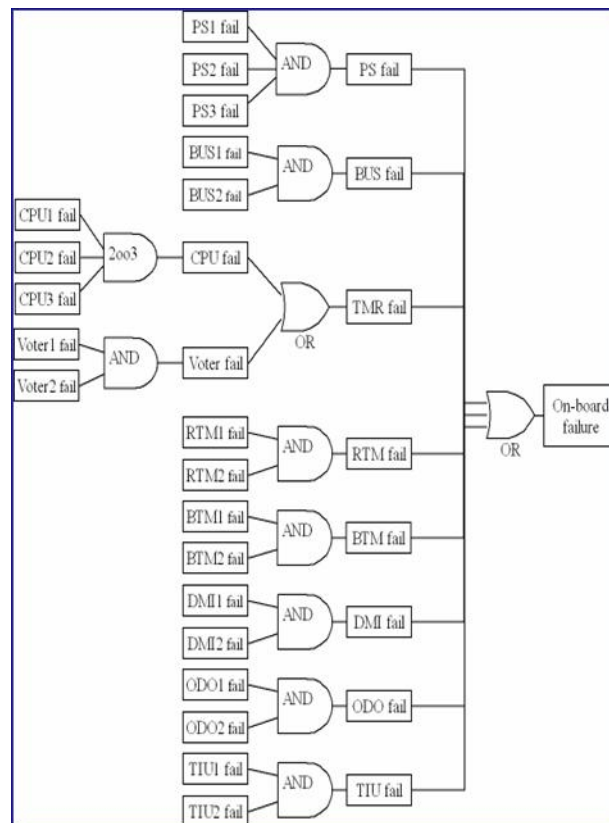 PS1 fail
PS2 fail
PS3 fail
AND
PS fail
BUS1 fail
BUS2 fail
AND
BUS fail
CPU1 fail
CPU2 fail
CPU3 fail
2oo3
CPU fail
Voter1 fail
Voter2 fail
AND
Voter fail
OR
TMR fail
RTM1 fail
RTM2 fail
AND
RTM fail
BTM1 fail
BTM2 fail
AND
BTM fail
DMI1 fail
DMI2 fail
AND
DMI fail
ODO1 fail
ODO2 fail
AND
ODO fail
TIU1 fail
TIU2 fail
AND
TIU fail
OR
On-board
failure